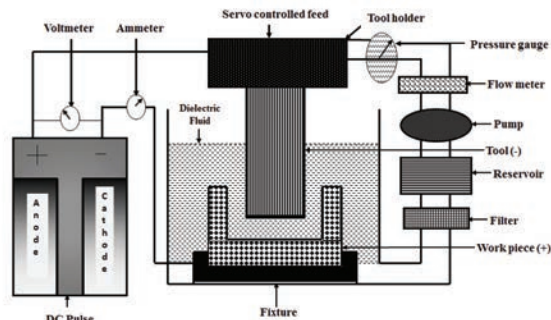 Servo controlled feed
Voltmeter
Ammeter
Tool holder
Pressure gauge
Flow meter
Dielectric
Fluid
Pump
Tool (-)
+
-
Reservoir
Anode
Cathode
Filter
Work piece (+)
Fixture
DC Pulse